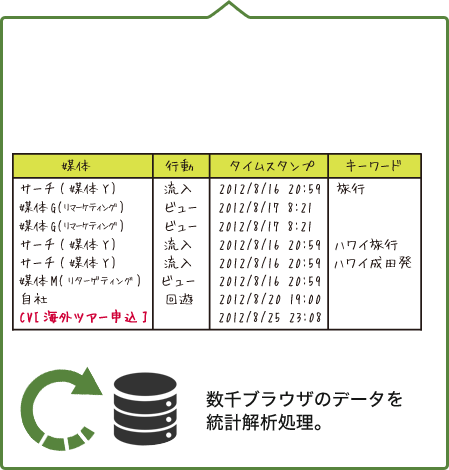 媒体 行動 タイムスタンプ キーワード
サーチ ( 媒体 Y ) 流入 2012/8/16 20:59 旅行
媒体 G ( リマーケティング ) ビュー 2012/8/17 8:21
媒体 G ( リマーケティング ) ビュー 2012/8/17 8:21
サーチ ( 媒体 Y ) 流入 2012/8/16 20:59 ハワイ旅行
サーチ ( 媒体 Y ) 流入 2012/8/16 20:59 ハワイ成田発
媒体 M ( リターゲティング ) ビュー 2012/8/16 20:59
自社 回遊 2012/8/20 19:00
CV[ 海外ツアー申込 ] 2012/8/25 23:08
数千ブラウザのデータを
統計解析処理。